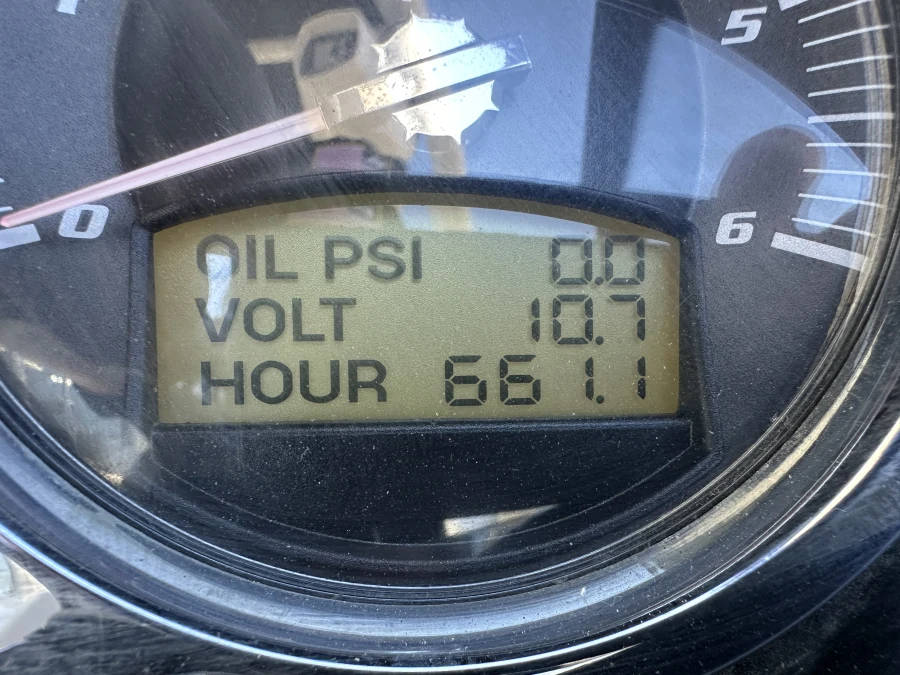 5
0
6
OIL PSI 0.0
VOLT 10.7
HOUR 661.1